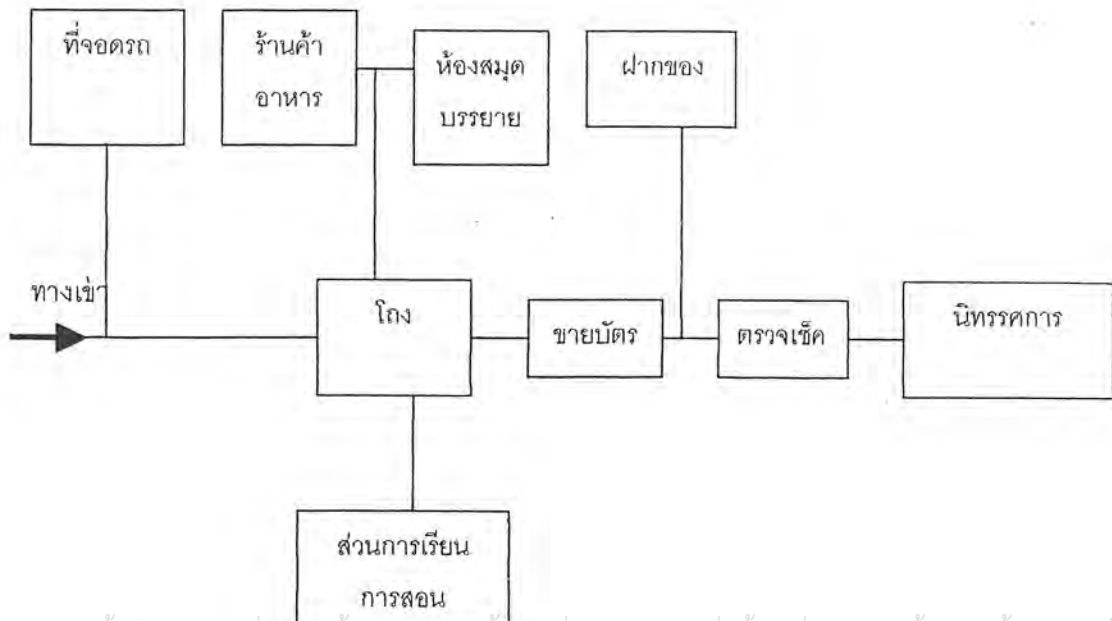 ที่จอดรถ
ร้านค้า
อาหาร
ห้องสมุด
บรรยาย
ฝากของ
ทางเข้า
โถง
ขายบัตร
ตรวจเช็ค
นิทรรศการ
ส่วนการเรียน
การสอน